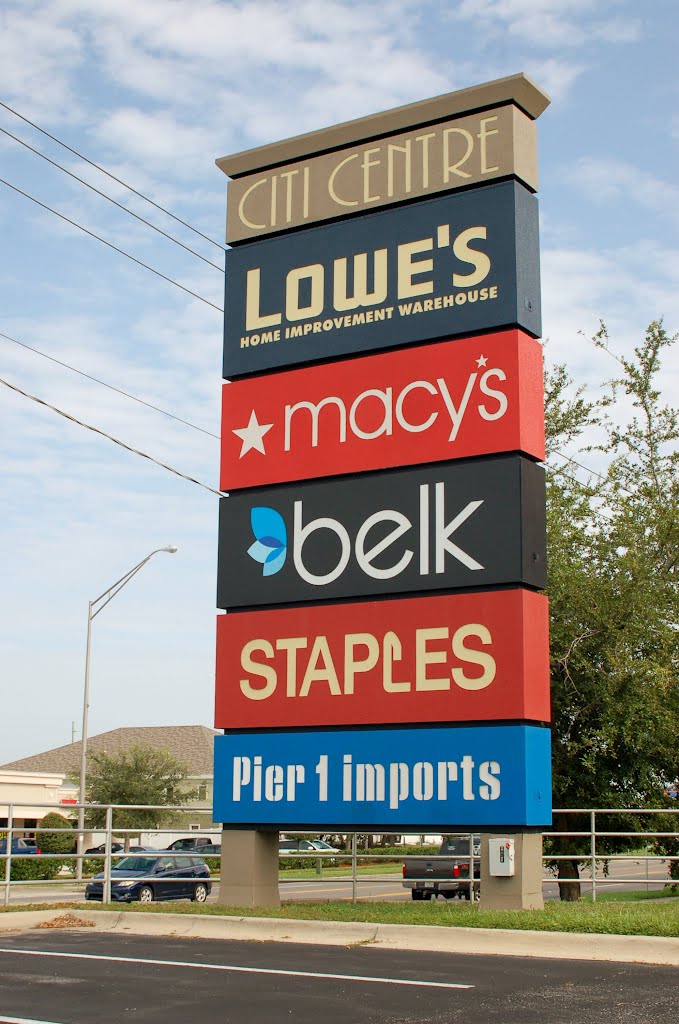 CITI CENTRE
LOWE'S
HOME IMPROVEMENT WAREHOUSE
macy's
belk
STAPLES
Pier 1 imports